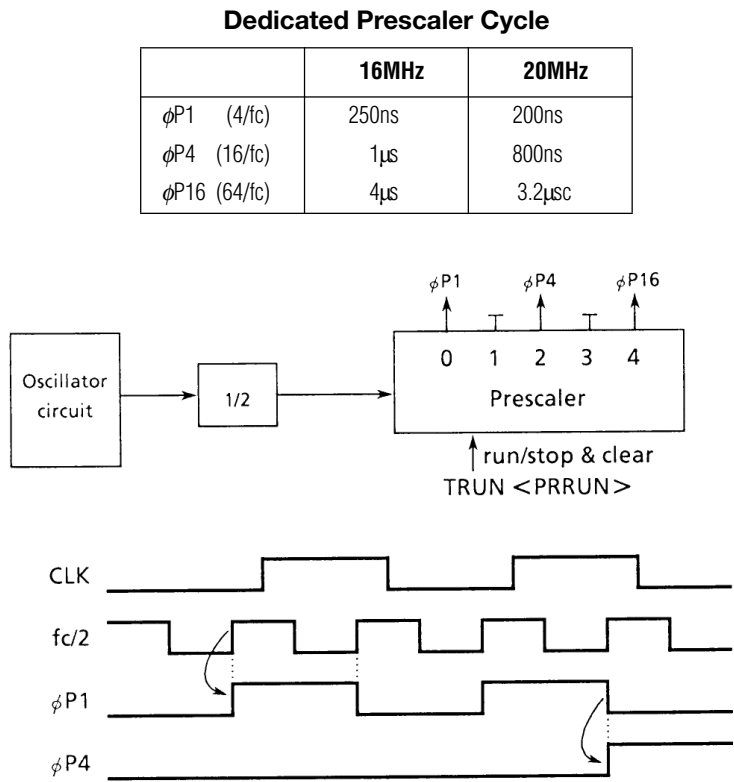 Dedicated Prescaler Cycle
16MHz 20MHz
ϕP1 (4/fc) 250ns 200ns
ϕP4 (16/fc) 1μs 800ns
ϕP16 (64/fc) 4μs 3.2μsc
ϕP1 ϕP4 ϕP16
0 1 2 3 4
Oscillator
circuit
1/2
Prescaler
run/stop & clear
TRUN <PRRUN>
CLK
fc/2
ϕP1
ϕP4